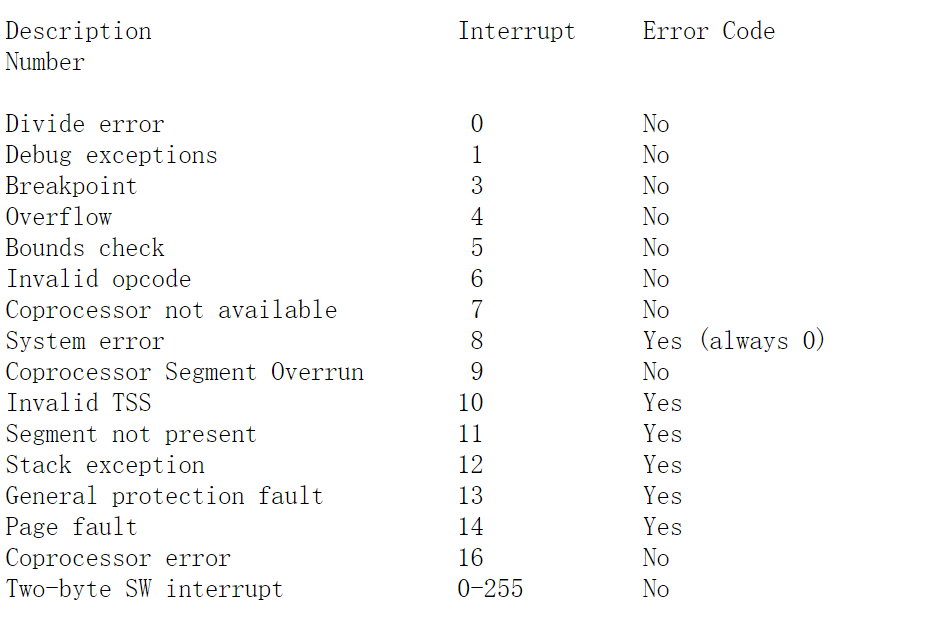 Description Interrupt Error Code
Number
Divide error 0 No
Debug exceptions 1 No
Breakpoint 3 No
Overflow 4 No
Bounds check 5 No
Invalid opcode 6 No
Coprocessor not available 7 No
System error 8 Yes (always 0)
Coprocessor Segment Overrun 9 No
Invalid TSS 10 Yes
Segment not present 11 Yes
Stack exception 12 Yes
General protection fault 13 Yes
Page fault 14 Yes
Coprocessor error 16 No
Two-byte SW interrupt 0-255 No